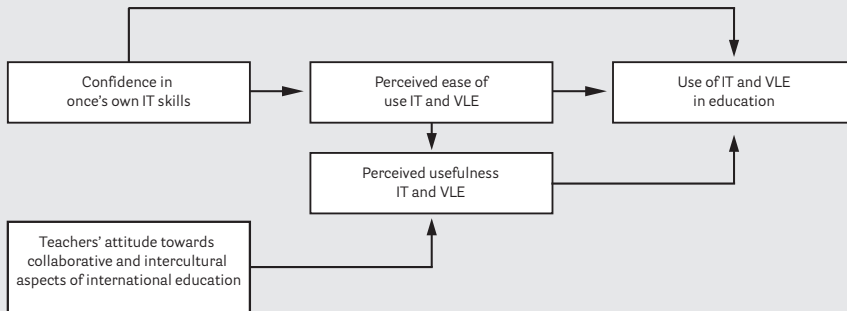 Confidence in
once's own IT skills
Perceived ease of
use IT and VLE
Use of IT and VLE
in education
Perceived usefulness
IT and VLE
Teachers' attitude towards
collaborative and intercultural
aspects of international education